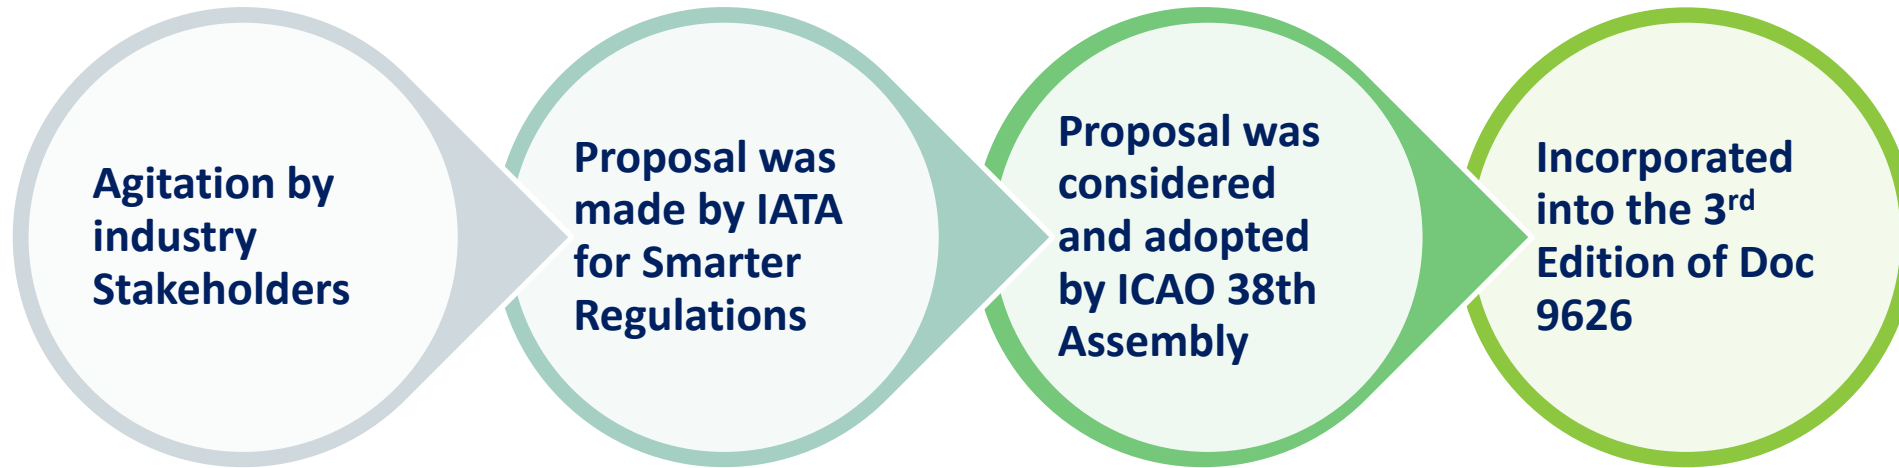 Agitation by
industry
Stakeholders
Proposal was
made by IATA
for Smarter
Regulations
Proposal was
considered
and adopted
by ICAO 38th
Assembly
Incorporated
into the 3rd
Edition of Doc
9626